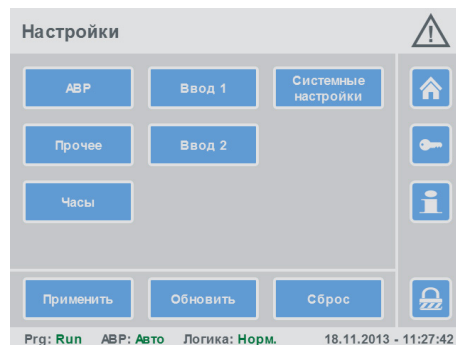 Настройки
АВР Ввод 1 Системные настройки
Прочее Ввод 2
Часы
Применить Обновить Сброс
Prg: Run АВР: Авто Логика: Норм. 18.11.2013 - 11:27:42